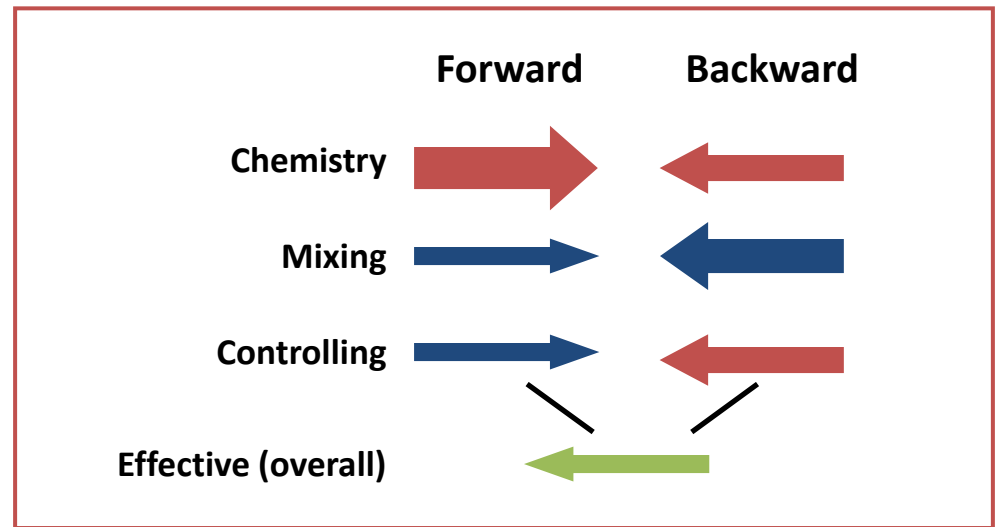 Forward Backward
Chemistry
Mixing
Controlling
Effective (overall)